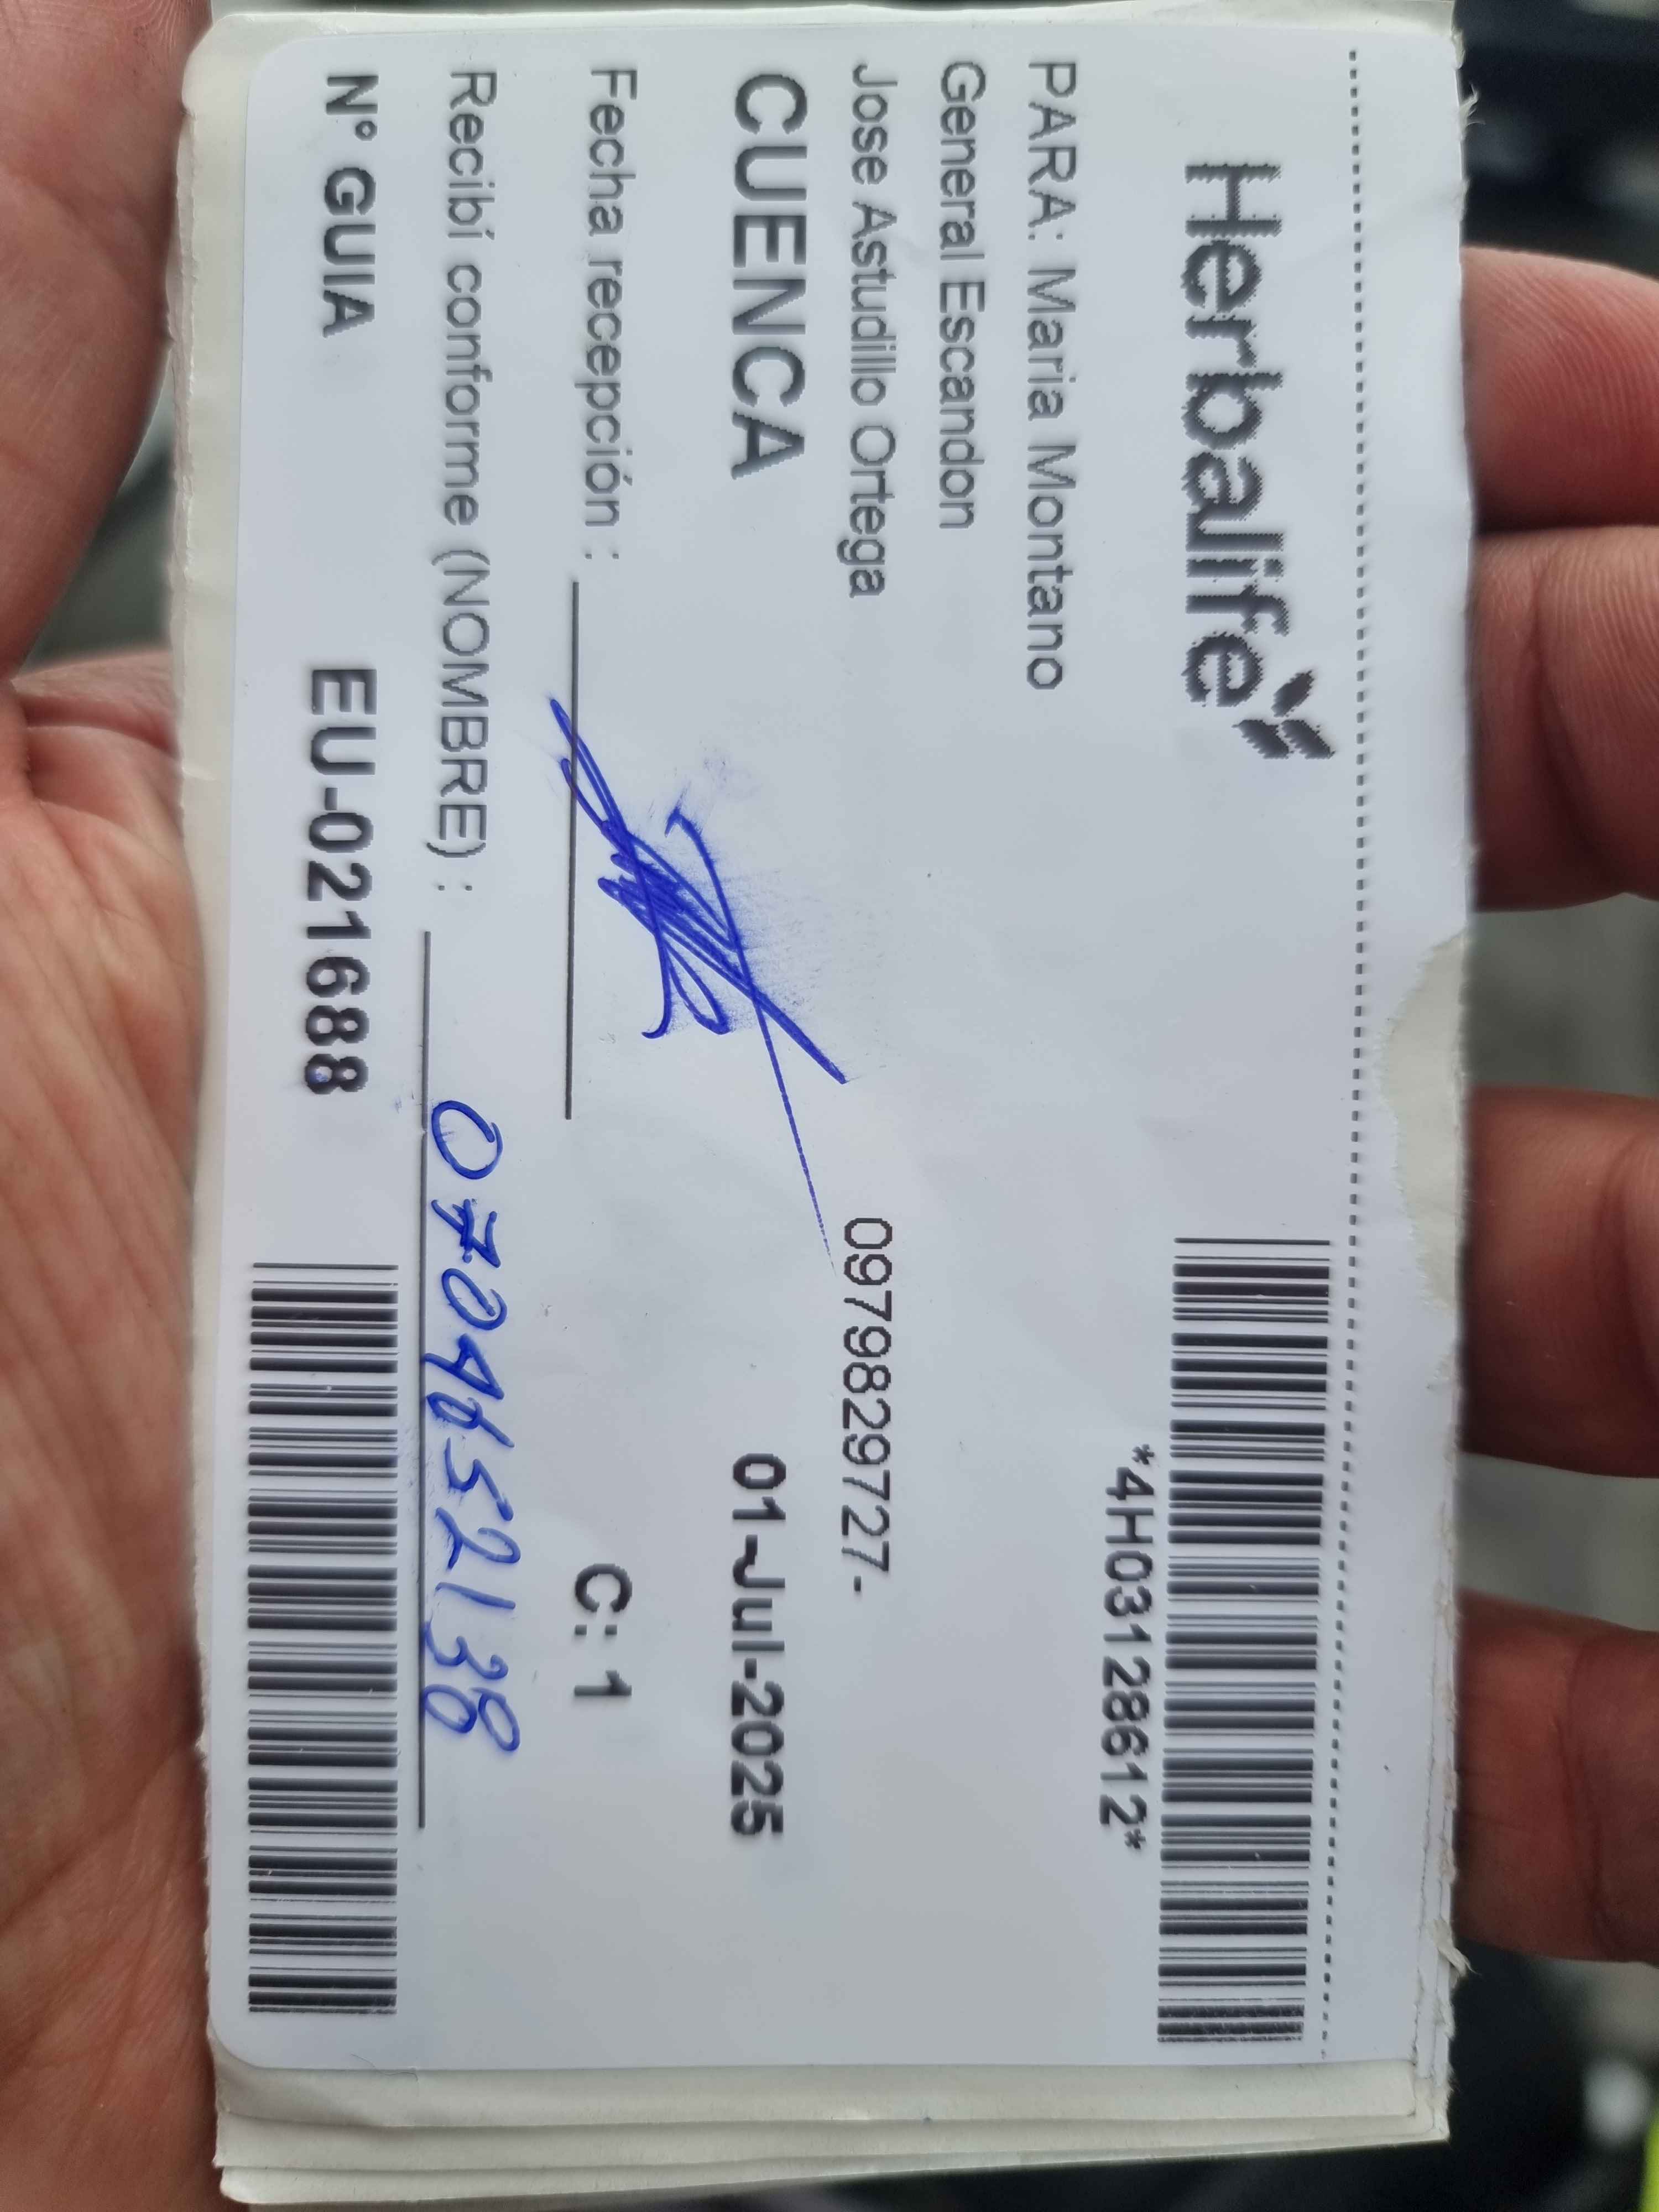 Herbalife
*4H03128612*
PARA: Maria Montano
General Escandon
Jose Astudillo Ortega 0979829727-
CUENCA 01-Jul-2025
Fecha recepción : C: 1
Recibí conforme (NOMBRE) : 0704652138
N° GUIA EU-021688